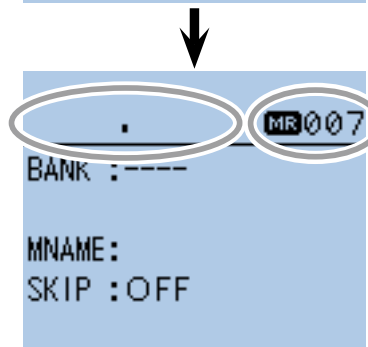 . MR007
BANK :----
MNAME:
SKIP :OFF